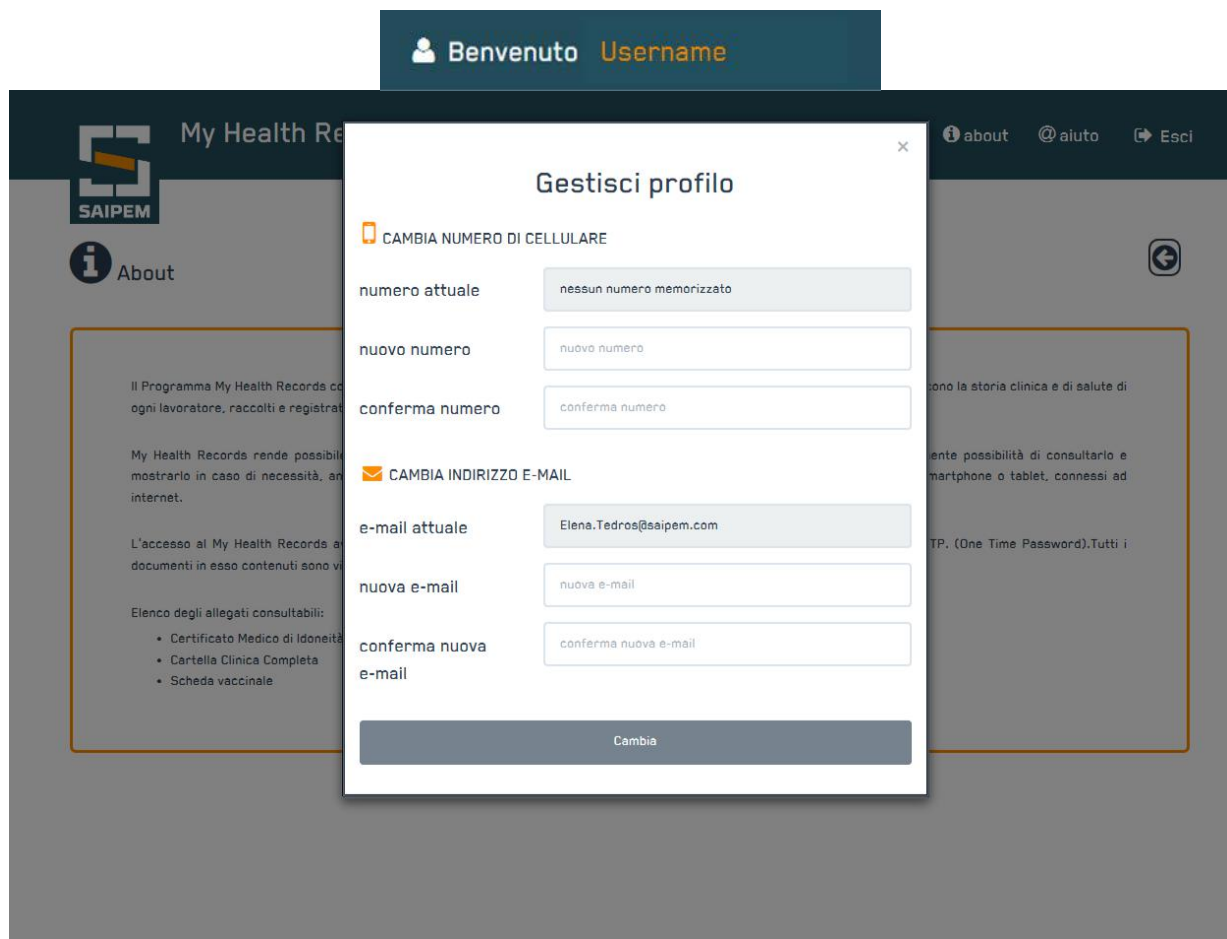 Benvenuto Username
My Health Re
about
@ aiuto
Esci
SAIPEM
About
×
Gestisci profilo
CAMBIA NUMERO DI CELLULARE
numero attuale
nessun numero memorizzato
nuovo numero
nuovo numero
conferma numero
conferma numero
CAMBIA INDIRIZZO E-MAIL
e-mail attuale
Elena.Tedros@saipem.com
nuova e-mail
nuova e-mail
conferma nuova
e-mail
conferma nuova e-mail
Cambia
Il Programma My Health Records co
cono la storia clinica e di salute di
ogni lavoratore, raccolti e registrat
My Health Records rende possibile
ente possibilità di consultarlo e
mostrarlo in caso di necessità, an
martphone o tablet, connessi ad
internet.
L'accesso al My Health Records a
TP. (One Time Password).Tutti i
documenti in esso contenuti sono vi
Elenco degli allegati consultabili:
• Certificato Medico di Idoneità
• Cartella Clinica Completa
• Scheda vaccinale